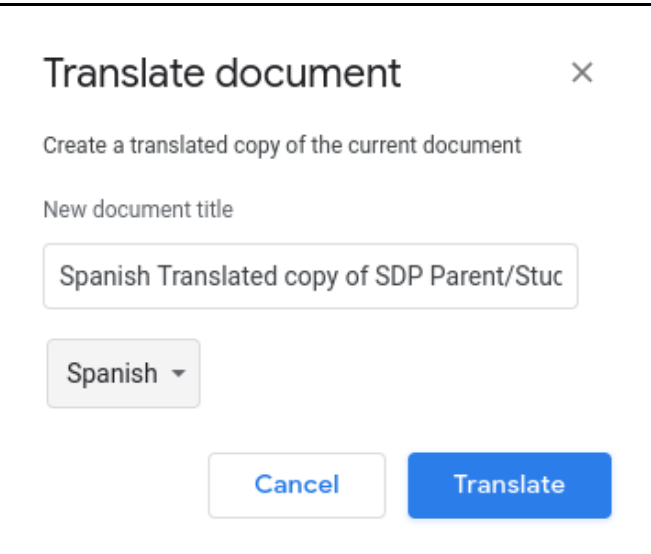 Translate document
Create a translated copy of the current document
New document title
Spanish Translated copy of SDP Parent/Stuc
Spanish
Cancel
Translate